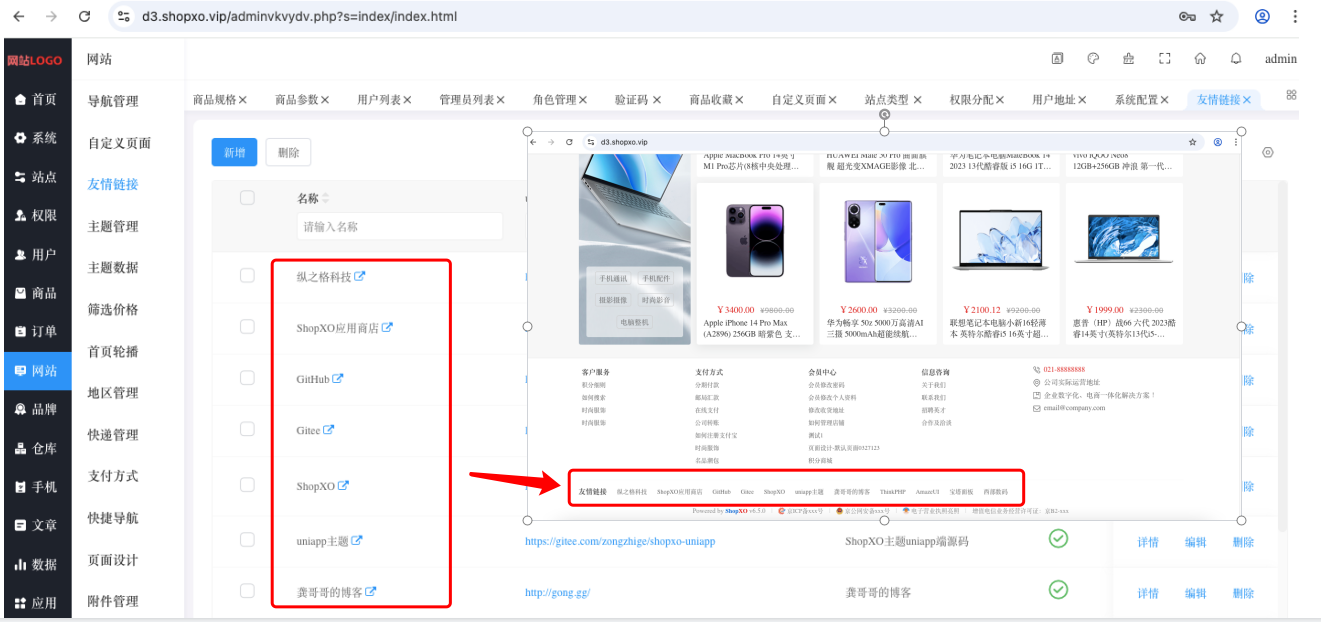 d3.shopxo.vip/adminvkvydv.php?s=index/index.html
网站LOGO
网站
admin
首页
系统
站点
权限
用户
商品
订单
网站
品牌
仓库
手机
文章
数据
应用
导航管理
自定义页面
友情链接
主题管理
主题数据
筛选价格
首页轮播
地区管理
快递管理
支付方式
快捷导航
页面设计
附件管理
商品规格 商品参数 用户列表 管理员列表 角色管理 验证码 商品收藏 自定义页面 站点类型 权限分配 用户地址 系统配置 友情链接
新增 删除
名称
请输入名称
纵之格科技
ShopXO应用商店
GitHub
Gitee
ShopXO
uniapp主题 https://gitee.com/zongzhige/shopxo-uniapp ShopXO主题uniapp端源码 详情 编辑 删除
龚哥哥的博客 http://gong.gg/ 龚哥哥的博客 详情 编辑 删除
除
除
除
除
除
d3.shopxo.vip
Apple MacBook Pro 14英寸
M1 Pro芯片(8核中央处理...
HUAWEI Mate 50 Pro 曲面旗
舰 超光变XMAGE影像 北...
华为笔记本电脑MateBook 14
2023 13代酷睿版 i5 16G 1T...
vivo iQOO Neo8
12GB+256GB 冲浪 第一代...
手机通讯 手机配件
摄影摄像 时尚影音
电脑整机
￥3400.00 ￥9800.00
Apple iPhone 14 Pro Max
(A2896) 256GB 暗紫色 支...
￥2600.00 ￥3200.00
华为畅享 50z 5000万高清AI
三摄 5000mAh超能续航...
￥2100.12 ￥9200.00
联想笔记本电脑小新16轻薄
本 英特尔酷睿i5 16英寸超...
￥1999.00 ￥2300.00
惠普（HP）战66 六代 2023酷
睿14英寸(英特尔13代i5-...
客户服务
积分细则
如何搜索
时尚服饰
时尚服饰
支付方式
分期付款
邮局汇款
在线支付
公司转账
如何注册支付宝
时尚服饰
名品潮包
会员中心
会员修改密码
会员修改个人资料
修改收货地址
如何管理店铺
测试1
页面设计-默认页面0327123
积分商城
信息咨询
关于我们
联系我们
招聘英才
合作及洽谈
021-88888888
公司实际运营地址
企业数字化、电商一体化解决方案！
email@company.com
友情链接 纵之格科技 ShopXO应用商店 GitHub Gitee ShopXO uniapp主题 龚哥哥的博客 ThinkPHP AmazeUI 宝塔面板 西部数码
Powered by ShopXO v6.5.0 京ICP备xxx号 京公网安备xxx号 电子营业执照亮照 增值电信业务经营许可证：京B2-xxx